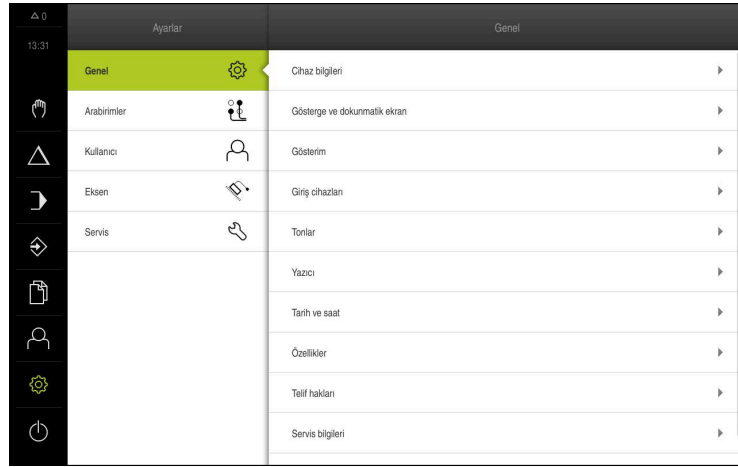 0
13:31
Ayarlar
Genel
Arabirimler
Kullanıcı
Eksen
Servis
Genel
Cihaz bilgileri
Gösterge ve dokunmatik ekran
Gösterim
Giriş cihazları
Tonlar
Yazıcı
Tarih ve saat
Özellikler
Telif hakları
Servis bilgileri